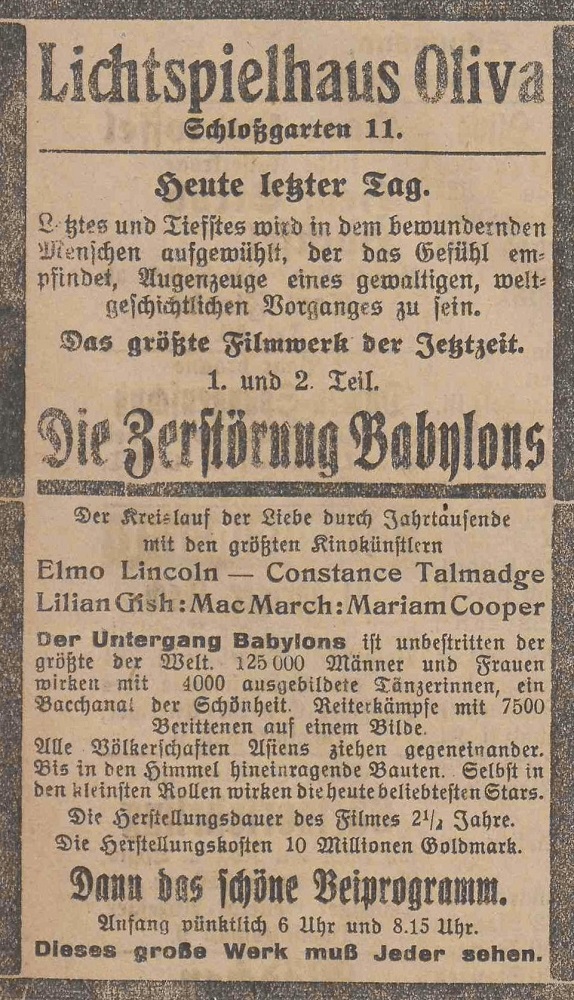 Lichtspielhaus Oliva
Schloßgarten 11.
Heute letzter Tag.
L tztes und Tiefstes wird in dem bewundernden
Menschen aufgewühlt, der das Gefühl em-
pfindet, Augenzeuge eines gewaltigen, welt-
geschichtlichen Vorganges zu sein.
Das größte Filmwerk der Jetztzeit.
1. und 2. Teil.
Die Zerstörung Babylons
Der Kreislauf der Liebe durch Jahrtausende
mit den größten Kinokünstlern
Elmo Lincoln — Constance Talmadge
Lilian Gish : Mac March : Mariam Cooper
Der Untergang Babylons ist unbestritten der
größte der Welt. 125 000 Männer und Frauen
wirken mit 4000 ausgebildete Tänzerinnen, ein
Bacchanal der Schönheit. Reiterkämpfe mit 7500
Berittenen auf einem Bilde.
Alle Völkerschaften Asiens ziehen gegeneinander.
Bis in den Himmel hineinragende Bauten. Selbst in
den kleinsten Rollen wirken die heute beliebtesten Stars.
Die Herstellungsdauer des Filmes 2½ Jahre.
Die Herstellungskosten 10 Millionen Goldmark.
Dann das schöne Beiprogramm.
Anfang pünktlich 6 Uhr und 8.15 Uhr.
Dieses große Werk muß Jeder sehen.